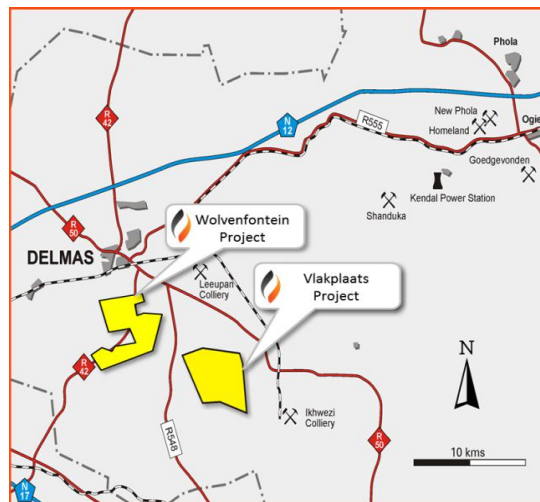 Phola
R
42
N
12
R555
New Phola
Homeland
Ogie
Goedgevonden
Kendal Power Station
Shanduka
R
50
DELMAS
Wolvenfontein
Project
Leeupan
Colliery
Vlakplaats
Project
N
R
42
R548
Ikhwezi
Colliery
R
50
10 kms
N
17